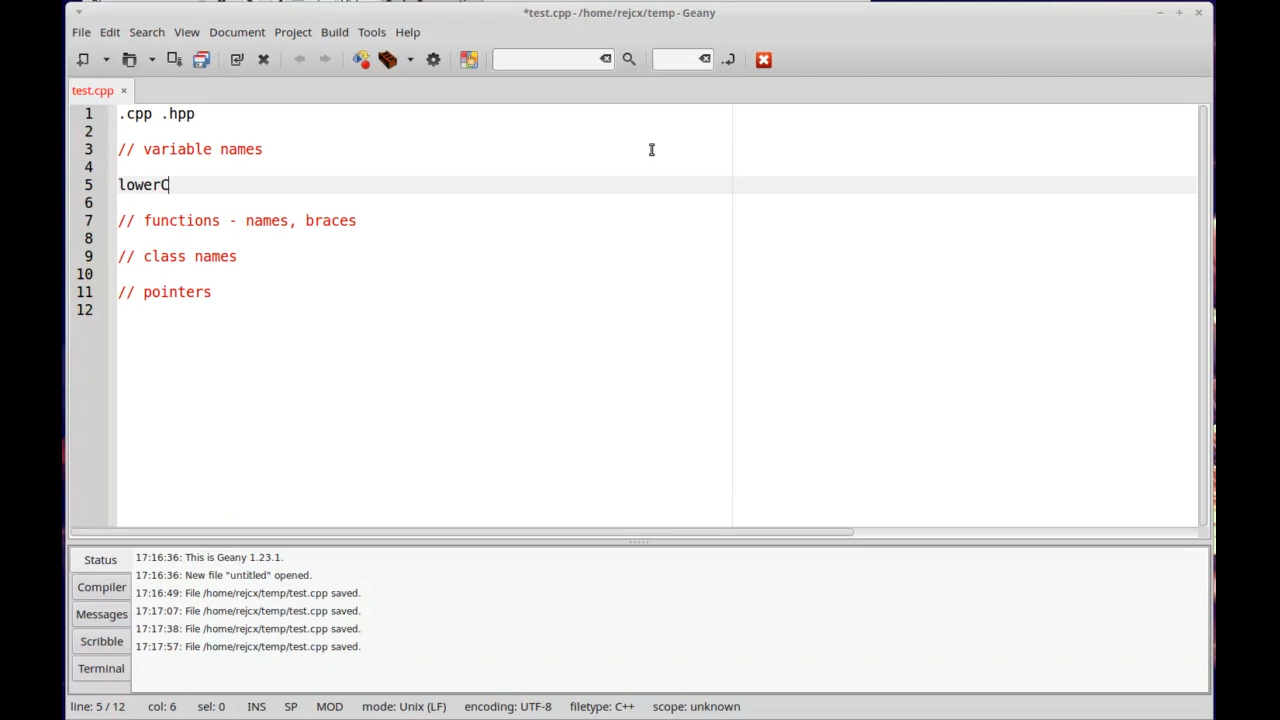 *test.cpp - /home/rejcx/temp - Geany
File Edit Search View Document Project Build Tools Help
test.cpp
1 .cpp .hpp
2
3 // variable names
4
5 lowerC
6
7 // functions - names, braces
8
9 // class names
10
11 // pointers
12
Status
Compiler
Messages
Scribble
Terminal
17:16:36: This is Geany 1.23.1.
17:16:36: New file "untitled" opened.
17:16:49: File /home/rejcx/temp/test.cpp saved.
17:17:07: File /home/rejcx/temp/test.cpp saved.
17:17:38: File /home/rejcx/temp/test.cpp saved.
17:17:57: File /home/rejcx/temp/test.cpp saved.
line: 5 / 12 col: 6 sel: 0 INS SP MOD mode: Unix (LF) encoding: UTF-8 filetype: C++ scope: unknown